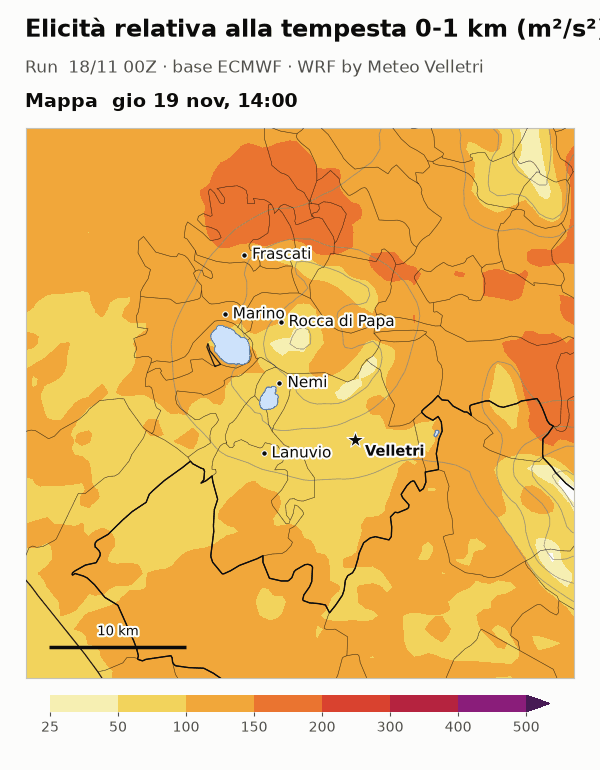 Elicità relativa alla tempesta 0-1 km (m²/s²)
Run 18/11 00Z · base ECMWF · WRF by Meteo Velletri
Mappa gio 19 nov, 14:00
Frascati
Marino
Rocca di Papa
Nemi
Velletri
Lanuvio
10 km
25 50 100 150 200 300 400 500